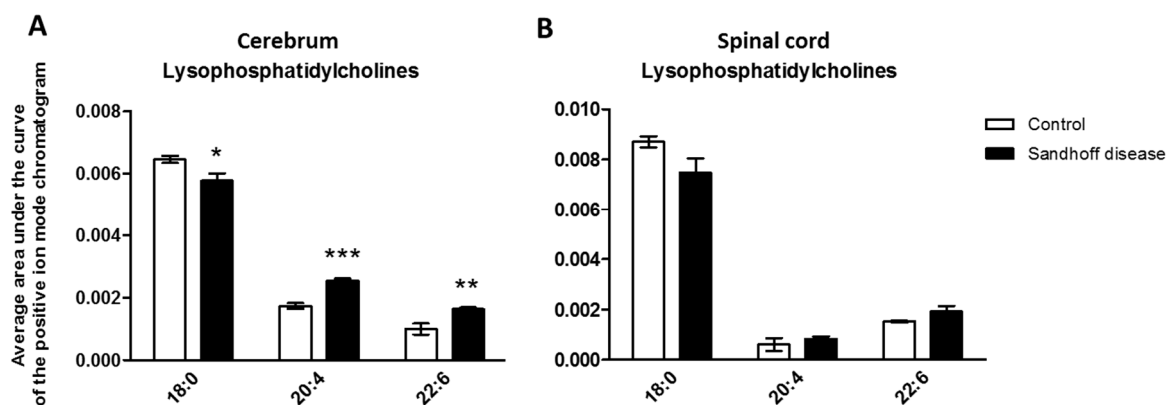 A
Cerebrum
Lysophosphatidylcholines
Average area under the curve
of the positive ion mode chromatogram
0.008
0.006
0.004
0.002
0.000
*
***
**
18:0
20:4
22:6
B
Spinal cord
Lysophosphatidylcholines
0.010
0.008
0.006
0.004
0.002
0.000
18:0
20:4
22:6
Control
Sandhoff disease